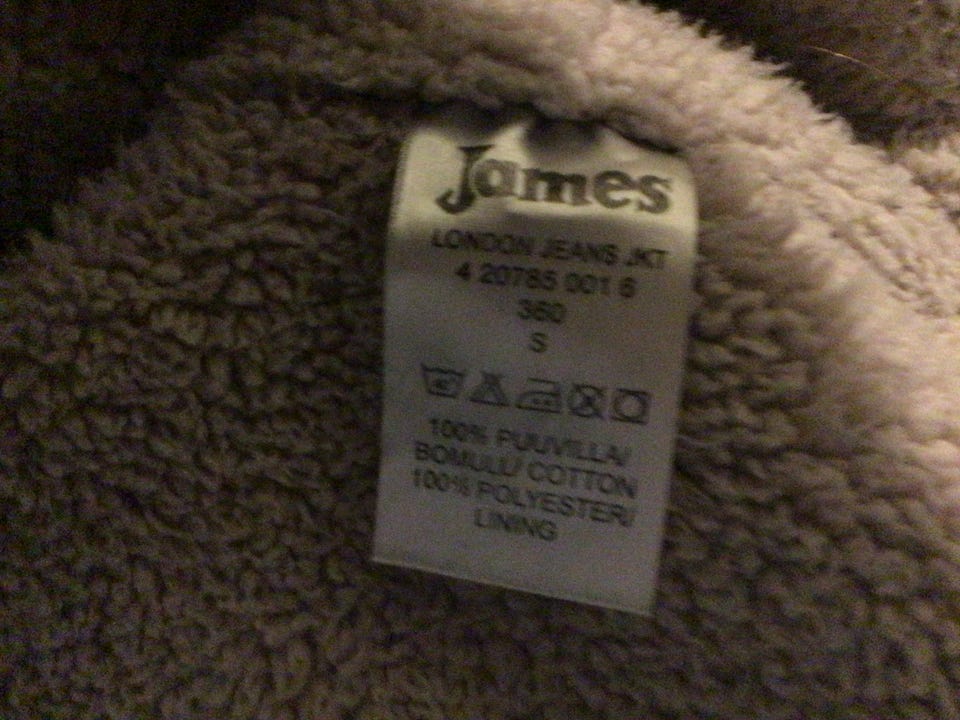 James
LONDON JEANS JKT
4 20785 001 6
360
S
100% PUUVILLA/
BOMULL/ COTTON
100% POLYESTER/
LINING